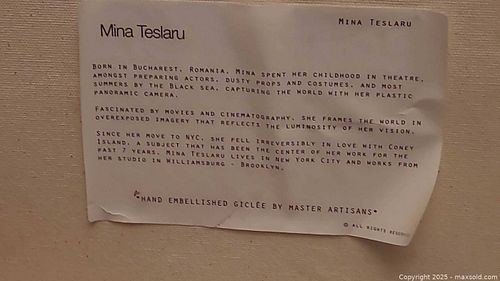 Mina Teslaru
Mina Teslaru
Born in Bucharest, Romania, Mina spent her childhood in theatre,
amongst preparing actors, dusty props and costumes, and most
summers by the Black Sea, capturing the world with her plastic
panoramic camera.
Fascinated by movies and cinematography, she frames the world in
overexposed imagery that reflects the luminosity of her vision.
Since her move to NYC, she fell irreversibly in love with Coney
Island, a subject that has been the center of her work for the
past 7 years. Mina Teslaru lives in New York City and works from
her studio in Williamsburg - Brooklyn.
*Hand embellished giclée by master artisans*
© All rights reserved
Copyright 2025 - maxsold.com